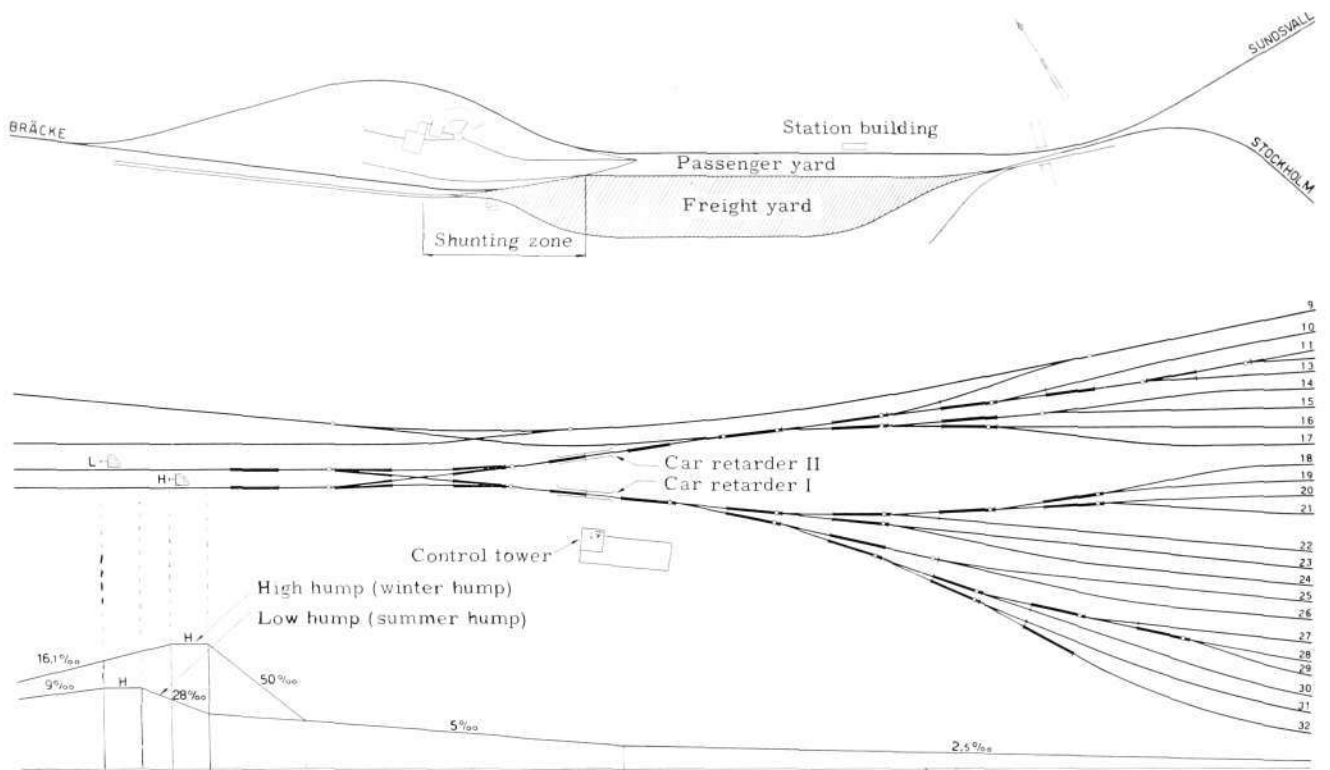 SUNDSVALL
BRÄCKE
Station building
STOCKHOLM
Passenger yard
Freight yard
Shunting zone
9
10
11
13
14
15
16
17
L
Car retarder II
18
H
Car retarder I
19
20
21
22
Control tower
23
24
High hump (winter hump)
25
Low hump (summer hump)
26
27
H
28
16,1‰
29
50‰
30
9‰
H
28‰
31
32
5‰
2,5‰